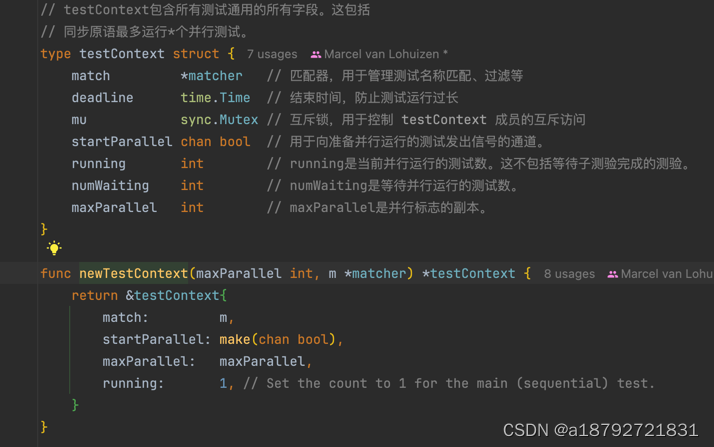 // testContext包含所有测试通用的所有字段。这包括
// 同步原语最多运行*个并行测试。
type testContext struct { 7 usages Marcel van Lohuizen *
match *matcher // 匹配器，用于管理测试名称匹配、过滤等
deadline time.Time // 结束时间，防止测试运行过长
mu sync.Mutex // 互斥锁，用于控制 testContext 成员的互斥访问
startParallel chan bool // 用于向准备并行运行的测试发出信号的通道。
running int // running是当前并行运行的测试数。这不包括等待子测验完成的测验。
numWaiting int // numWaiting是等待并行运行的测试数。
maxParallel int // maxParallel是并行标志的副本。
}
func newTestContext(maxParallel int, m *matcher) *testContext { 8 usages Marcel van Lohu
return &testContext{
match: m,
startParallel: make(chan bool),
maxParallel: maxParallel,
running: 1, // Set the count to 1 for the main (sequential) test.
}
}
CSDN @a18792721831